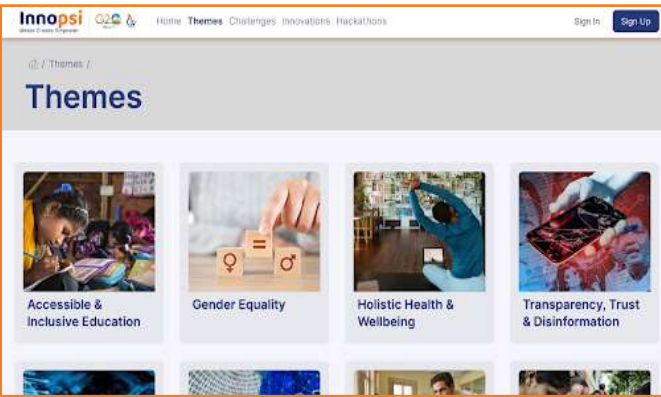 Innopsi G20
Home Themes Challenges Innovations Hackathons
Sign In Sign Up
/ Themes /
Themes
Accessible &
Inclusive Education
Gender Equality
Holistic Health &
Wellbeing
Transparency, Trust
& Disinformation